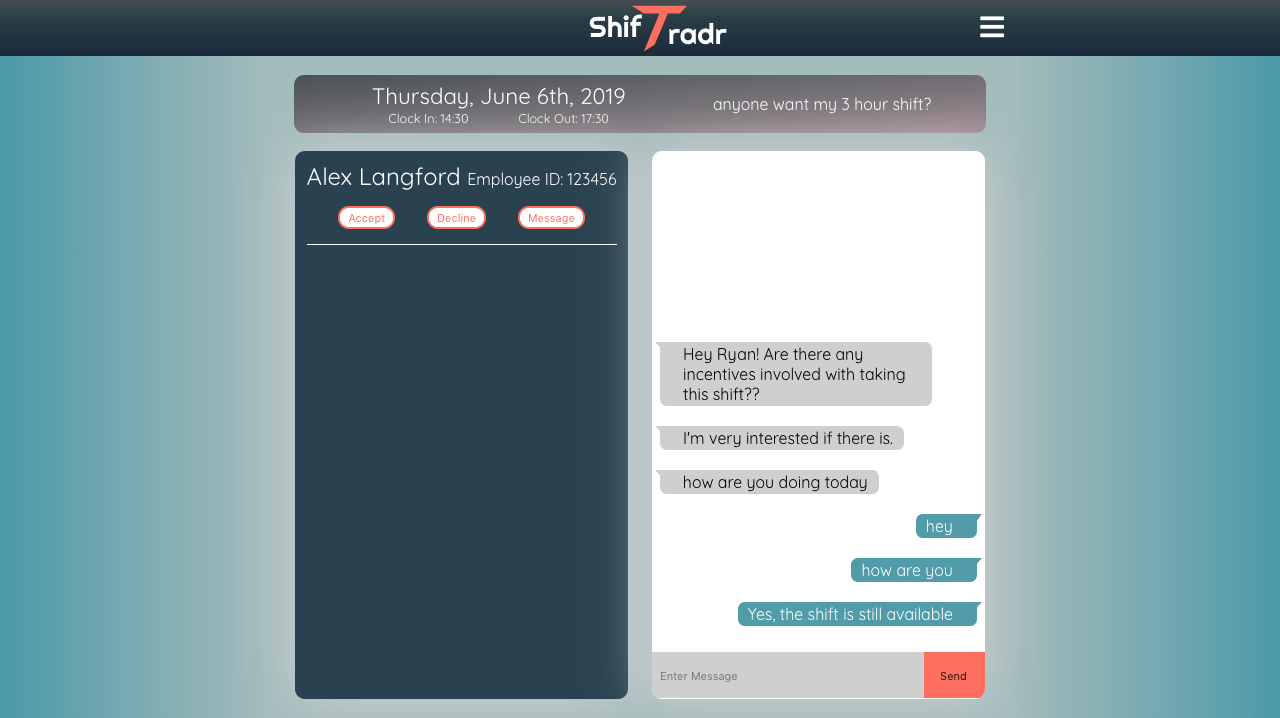 ShifTradr
Thursday, June 6th, 2019
Clock In: 14:30 Clock Out: 17:30
anyone want my 3 hour shift?
Alex Langford Employee ID: 123456
Accept Decline Message
Hey Ryan! Are there any
incentives involved with taking
this shift??
I'm very interested if there is.
how are you doing today
hey
how are you
Yes, the shift is still available
Enter Message Send